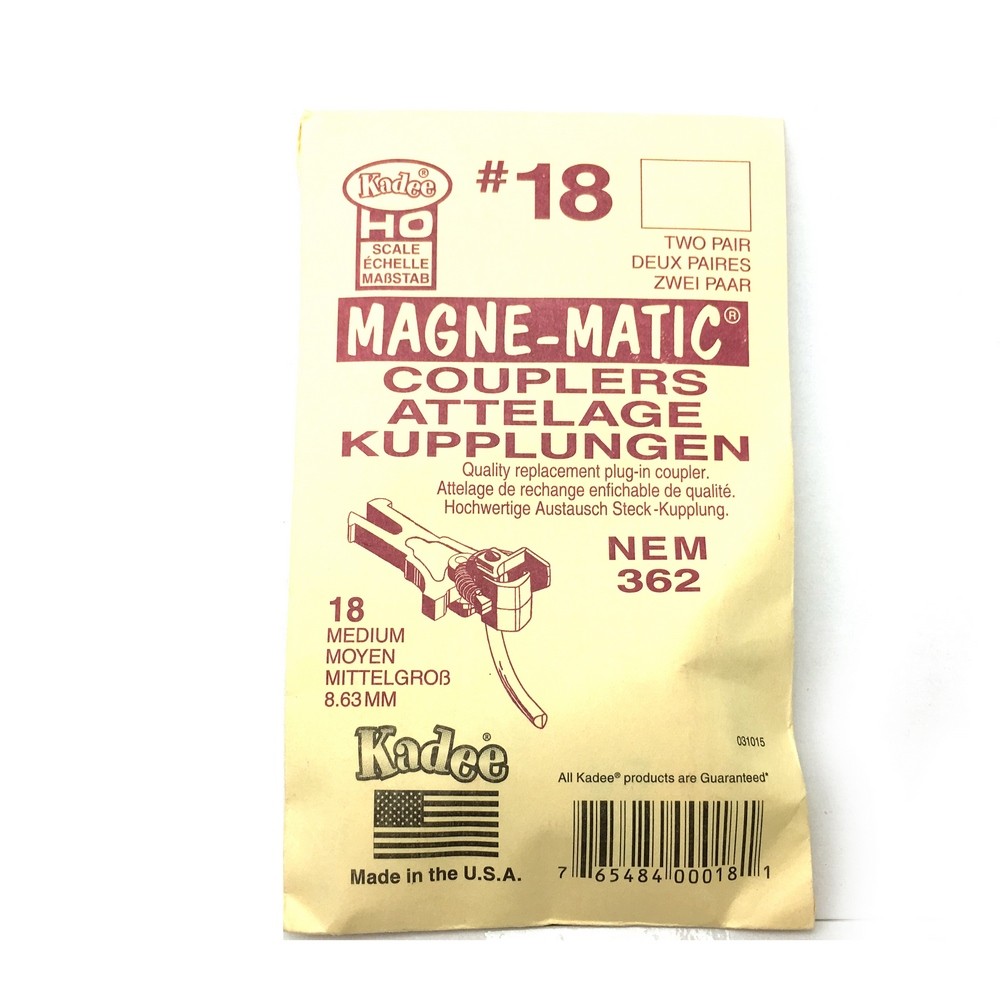 Kadee®
HO
SCALE
ÉCHELLE
MAßSTAB
#18
TWO PAIR
DEUX PAIRES
ZWEI PAAR
MAGNE-MATIC®
COUPLERS
ATTELAGE
KUPPLUNGEN
Quality replacement plug-in coupler.
Attelage de rechange enfichable de qualité.
Hochwertige Austausch Steck-Kupplung.
NEM
362
18
MEDIUM
MOYEN
MITTELGROß
8.63MM
Kadee®
Made in the U.S.A.
031015
All Kadee® products are Guaranteed*
7 65484 00018 1